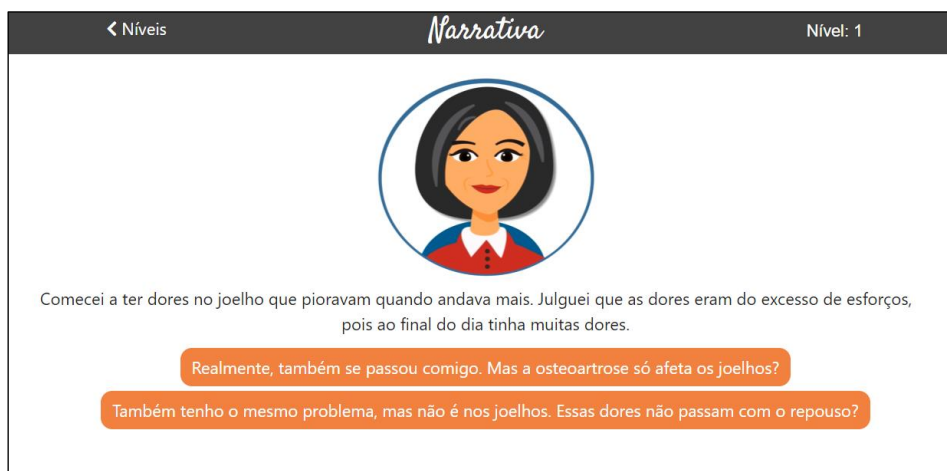 Níveis
Narrativa
Nível: 1
Comecei a ter dores no joelho que pioravam quando andava mais. Julguei que as dores eram do excesso de esforços,
pois ao final do dia tinha muitas dores.
Realmente, também se passou comigo. Mas a osteoartrose só afeta os joelhos?
Também tenho o mesmo problema, mas não é nos joelhos. Essas dores não passam com o repouso?